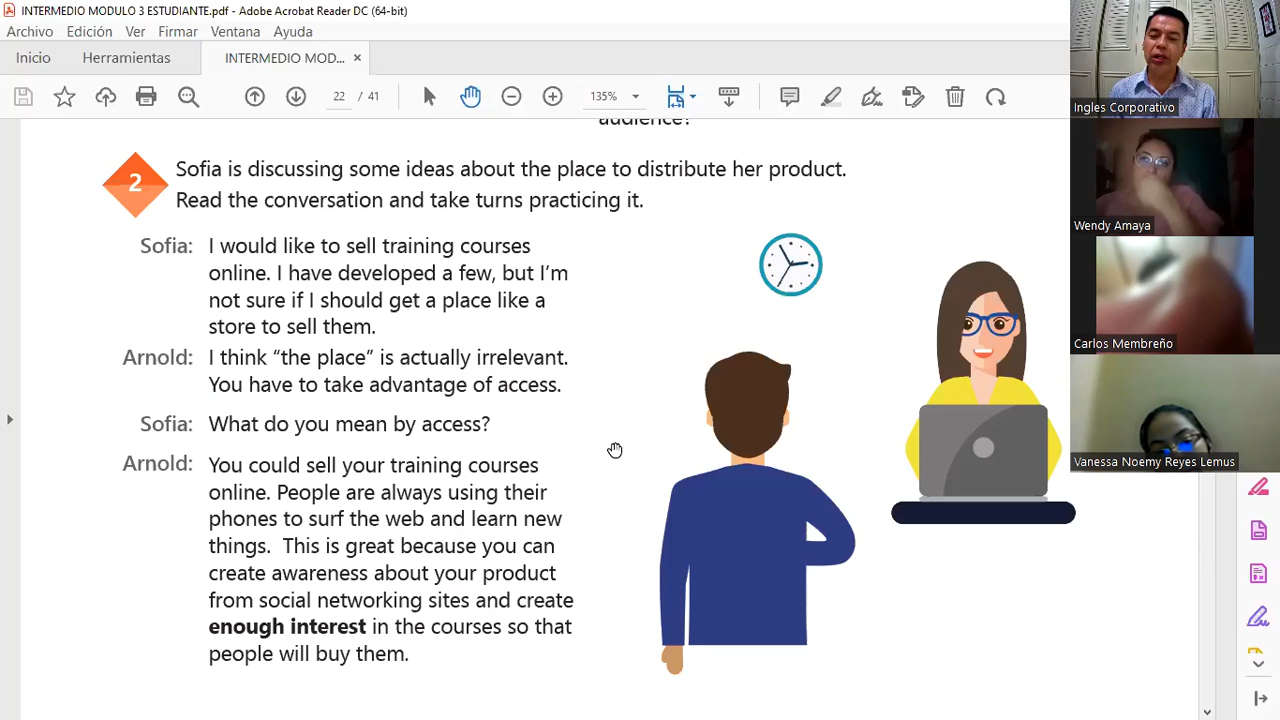 INTERMEDIO MODULO 3 ESTUDIANTE.pdf - Adobe Acrobat Reader DC (64-bit)
Archivo Edición Ver Firmar Ventana Ayuda
Inicio Herramientas INTERMEDIO MOD... ×
22 / 41 135%
audience?
2
Sofia is discussing some ideas about the place to distribute her product.
Read the conversation and take turns practicing it.
Sofia: I would like to sell training courses
online. I have developed a few, but I’m
not sure if I should get a place like a
store to sell them.
Arnold: I think “the place” is actually irrelevant.
You have to take advantage of access.
Sofia: What do you mean by access?
Arnold: You could sell your training courses
online. People are always using their
phones to surf the web and learn new
things. This is great because you can
create awareness about your product
from social networking sites and create
enough interest in the courses so that
people will buy them.
Ingles Corporativo
Wendy Amaya
Carlos Membreño
Vanessa Noemy Reyes Lemus